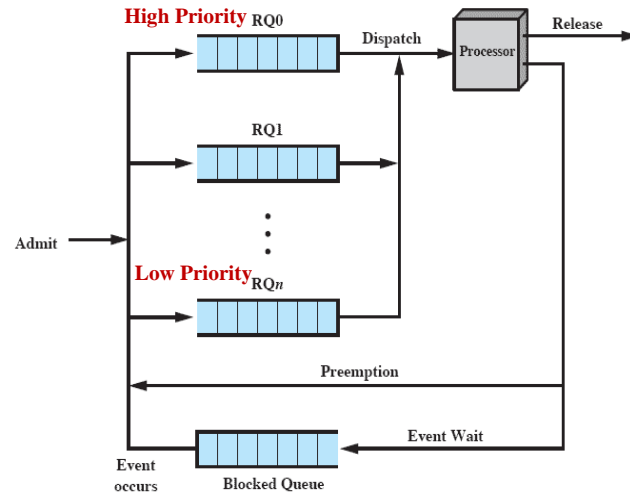 High Priority
RQ0
Dispatch
Release
Processor
RQ1
Admit
Low Priority
RQn
Preemption
Event Wait
Event
occurs
Blocked Queue